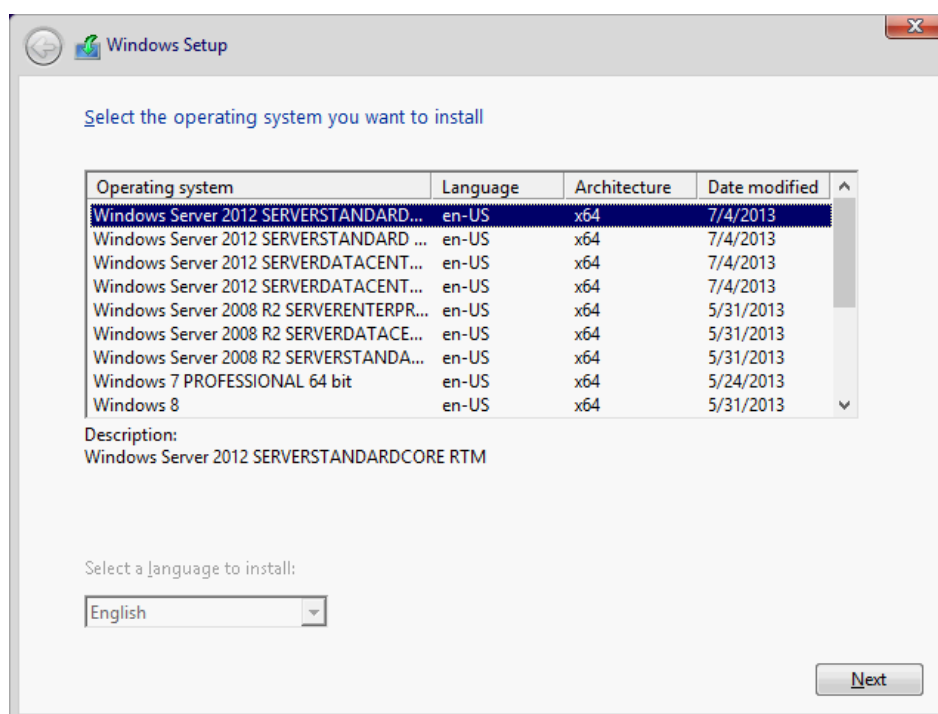 Windows Setup
Select the operating system you want to install
Operating system Language Architecture Date modified
Windows Server 2012 SERVERSTANDARD... en-US x64 7/4/2013
Windows Server 2012 SERVERSTANDARD ... en-US x64 7/4/2013
Windows Server 2012 SERVERDATACENT... en-US x64 7/4/2013
Windows Server 2012 SERVERDATACENT... en-US x64 7/4/2013
Windows Server 2008 R2 SERVERENTERPR... en-US x64 5/31/2013
Windows Server 2008 R2 SERVERDATACE... en-US x64 5/31/2013
Windows Server 2008 R2 SERVERSTANDA... en-US x64 5/31/2013
Windows 7 PROFESSIONAL 64 bit en-US x64 5/24/2013
Windows 8 en-US x64 5/31/2013
Description:
Windows Server 2012 SERVERSTANDARDCORE RTM
Select a language to install:
English
Next